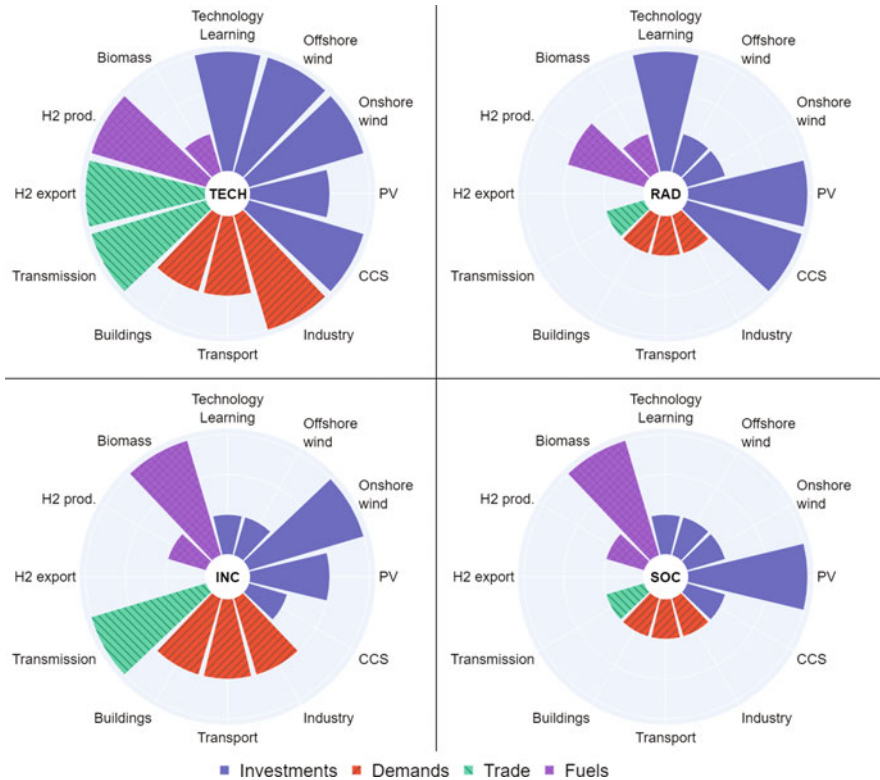 Technology
Learning
Offshore
wind
Onshore
wind
PV
CCS
Industry
Transport
Buildings
Transmission
H2 export
H2 prod.
Biomass
TECH
Technology
Learning
Offshore
wind
Onshore
wind
PV
CCS
Industry
Transport
Buildings
Transmission
H2 export
H2 prod.
Biomass
RAD
Technology
Learning
Offshore
wind
Onshore
wind
PV
CCS
Industry
Transport
Buildings
Transmission
H2 export
H2 prod.
Biomass
INC
Technology
Learning
Offshore
wind
Onshore
wind
PV
CCS
Industry
Transport
Buildings
Transmission
H2 export
H2 prod.
Biomass
SOC
Investments Demands Trade Fuels